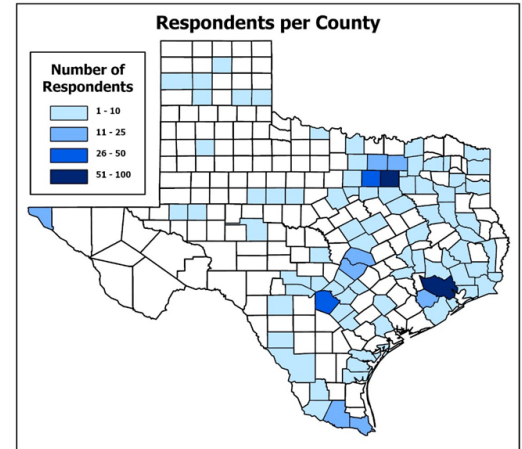 Respondents per County
Number of
Respondents
1 - 10
11 - 25
26 - 50
51 - 100